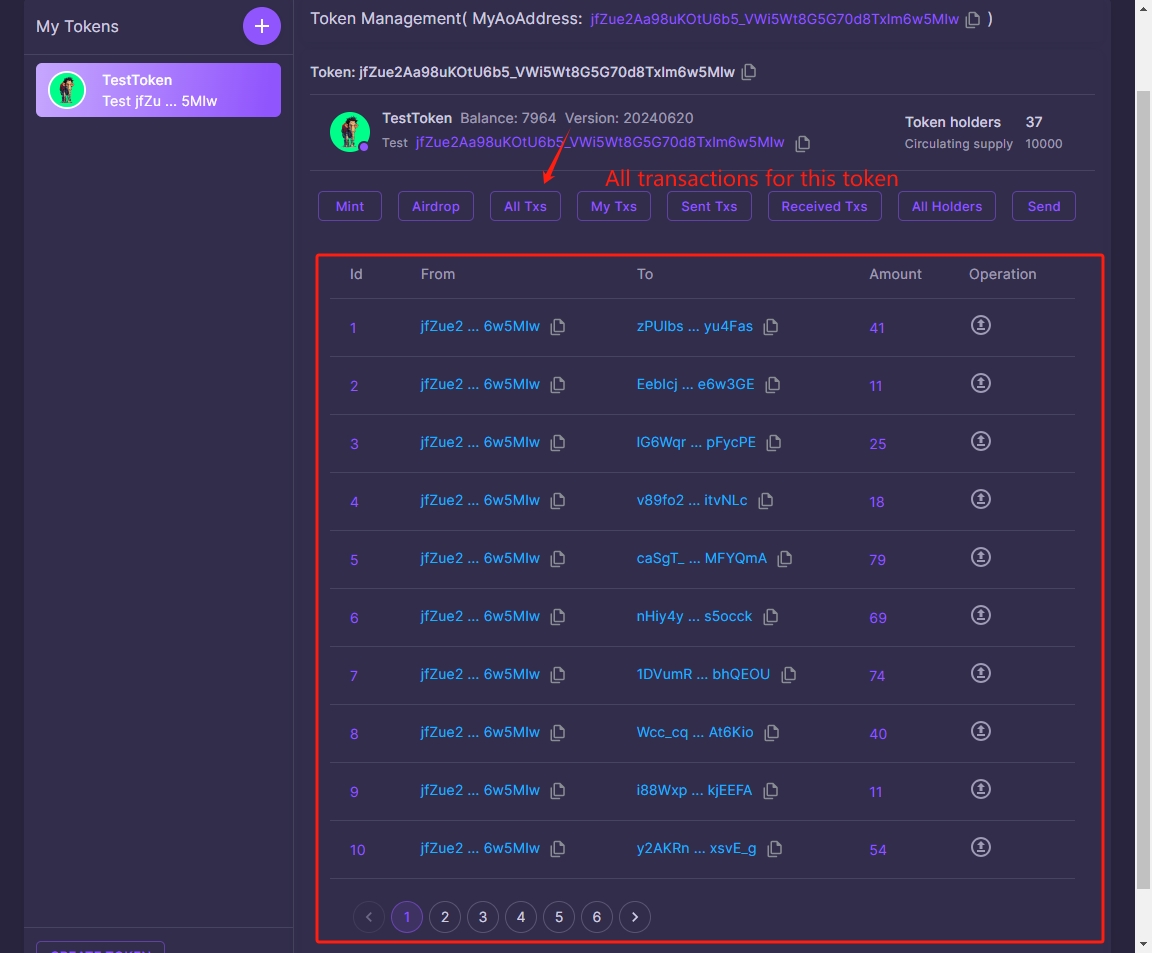 My Tokens
TestToken
Test jfZu ... 5MIw
Token Management( MyAoAddress: jfZue2Aa98uKOtU6b5_VWi5Wt8G5G70d8TxIm6w5MIw )
Token: jfZue2Aa98uKOtU6b5_VWi5Wt8G5G70d8TxIm6w5MIw
TestToken Balance: 7964 Version: 20240620
Test jfZue2Aa98uKOtU6b5_VWi5Wt8G5G70d8TxIm6w5MIw
Token holders 37
Circulating supply 10000
All transactions for this token
Mint Airdrop All Txs My Txs Sent Txs Received Txs All Holders Send
Id From To Amount Operation
1 jfZue2 ... 6w5MIw zPUIbs ... yu4Fas 41
2 jfZue2 ... 6w5MIw EebIcj ... e6w3GE 11
3 jfZue2 ... 6w5MIw IG6Wqr ... pFycPE 25
4 jfZue2 ... 6w5MIw v89fo2 ... itvNLc 18
5 jfZue2 ... 6w5MIw caSgT_ ... MFYQmA 79
6 jfZue2 ... 6w5MIw nHiy4y ... s5occk 69
7 jfZue2 ... 6w5MIw 1DVumR ... bhQEOU 74
8 jfZue2 ... 6w5MIw Wcc_cq ... At6Kio 40
9 jfZue2 ... 6w5MIw i88Wxp ... kjEEFA 11
10 jfZue2 ... 6w5MIw y2AKRn ... xsvE_g 54
1 2 3 4 5 6
CREATE TOKEN